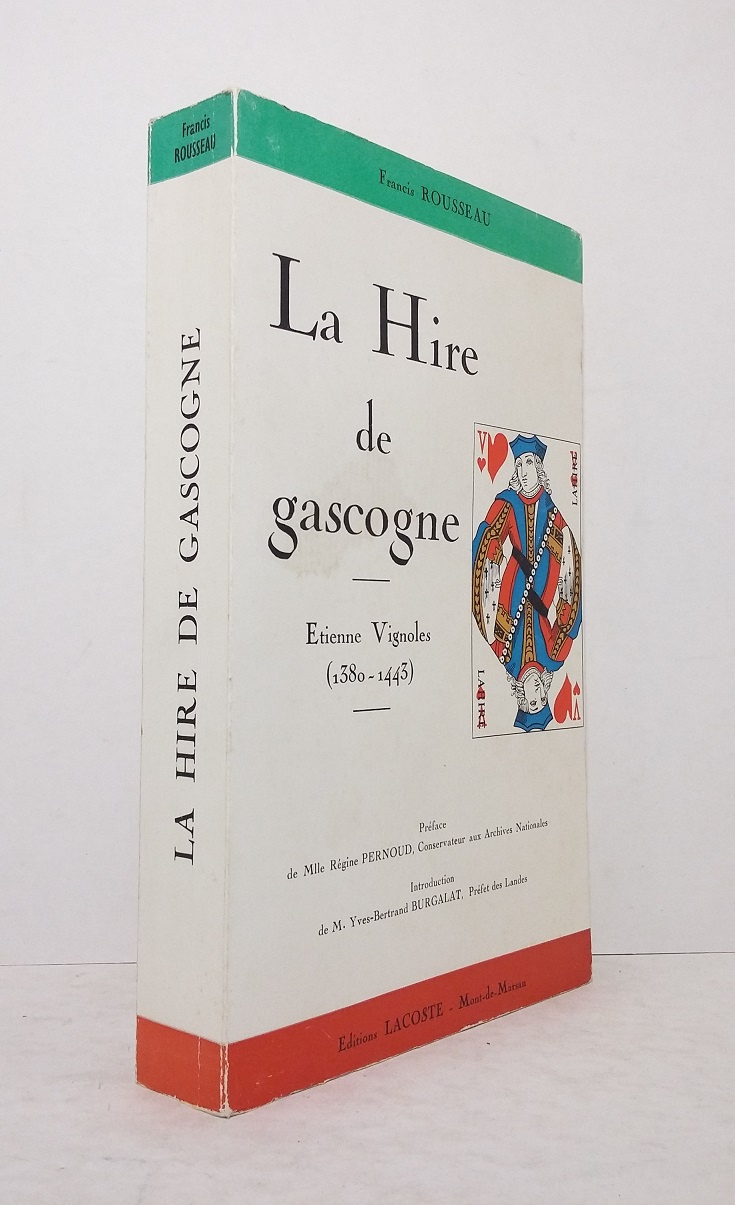 Francis
ROUSSEAU
LA HIRE DE GASCOGNE
Francis ROUSSEAU
La Hire
de
gascogne
Etienne Vignoles
(1380-1443)
V
LA HIRE
LA HIRE
V
Préface
de Mlle Régine PERNOUD, Conservateur aux Archives Nationales
Introduction
de M. Yves-Bertrand BURGALAT, Préfet des Landes
Editions LACOSTE - Mont-de-Marsan